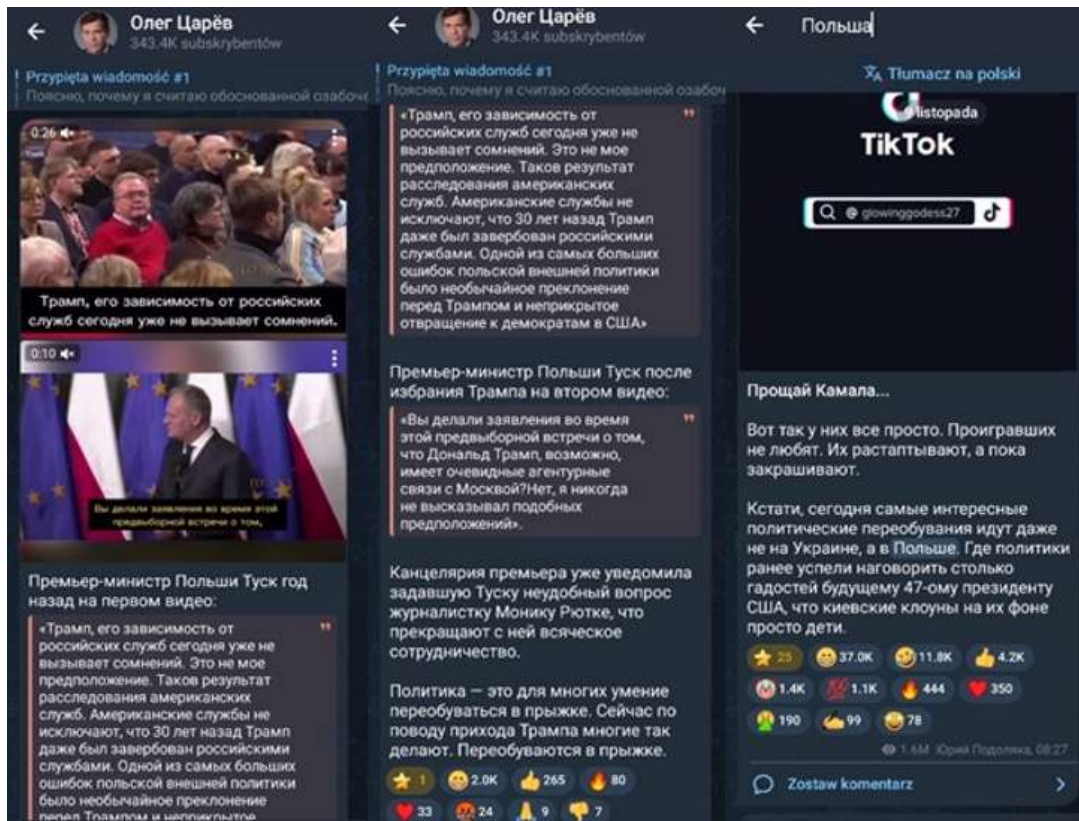 Олег Царёв
343.4K subskrybentów
Przypięta wiadomość #1
Поясню, почему я считаю обоснованной озабоче
0:26
Трамп, его зависимость от российских
служб сегодня уже не вызывает сомнений.
0:10
Вы делали заявления во время этой
предвыборной встречи о том,
Премьер-министр Польши Туск год
назад на первом видео:
«Трамп, его зависимость от
российских служб сегодня уже не
вызывает сомнений. Это не мое
предположение. Таков результат
расследования американских
служб. Американские службы не
исключают, что 30 лет назад Трамп
даже был завербован российскими
службами. Одной из самых больших
ошибок польской внешней политики
было необычайное преклонение
перед Трампом и неприкрытое
Олег Царёв
343.4K subskrybentów
Przypięta wiadomość #1
Поясню, почему я считаю обоснованной озабоч
«Трамп, его зависимость от
российских служб сегодня уже не
вызывает сомнений. Это не мое
предположение. Таков результат
расследования американских
служб. Американские службы не
исключают, что 30 лет назад Трамп
даже был завербован российскими
службами. Одной из самых больших
ошибок польской внешней политики
было необычайное преклонение
перед Трампом и неприкрытое
отвращение к демократам в США»
Премьер-министр Польши Туск после
избрания Трампа на втором видео:
«Вы делали заявления во время
этой предвыборной встречи о том,
что Дональд Трамп, возможно,
имеет очевидные агентурные
связи с Москвой?Нет, я никогда
не высказывал подобных
предположений».
Канцелярия премьера уже уведомила
задавшую Туску неудобный вопрос
журналистку Монику Рютке, что
прекращают с ней всяческое
сотрудничество.
Политика — это для многих умение
переобуваться в прыжке. Сейчас по
поводу прихода Трампа многие так
делают. Переобуваются в прыжке.
1 2.0K 265 80
33 24 9 7
Польша
Tłumacz na polski
listopada
TikTok
@ glowinggodess27
Прощай Камала...
Вот так у них все просто. Проигравших
не любят. Их растаптывают, а пока
закрашивают.
Кстати, сегодня самые интересные
политические переобувания идут даже
не на Украине, а в Польше. Где политики
ранее успели наговорить столько
гадостей будущему 47-ому президенту
США, что киевские клоуны на их фоне
просто дети.
25 37.0K 11.8K 4.2K
1.4K 1.1K 444 350
190 99 78
1.6M Юрий Подоляка, 08:27
Zostaw komentarz